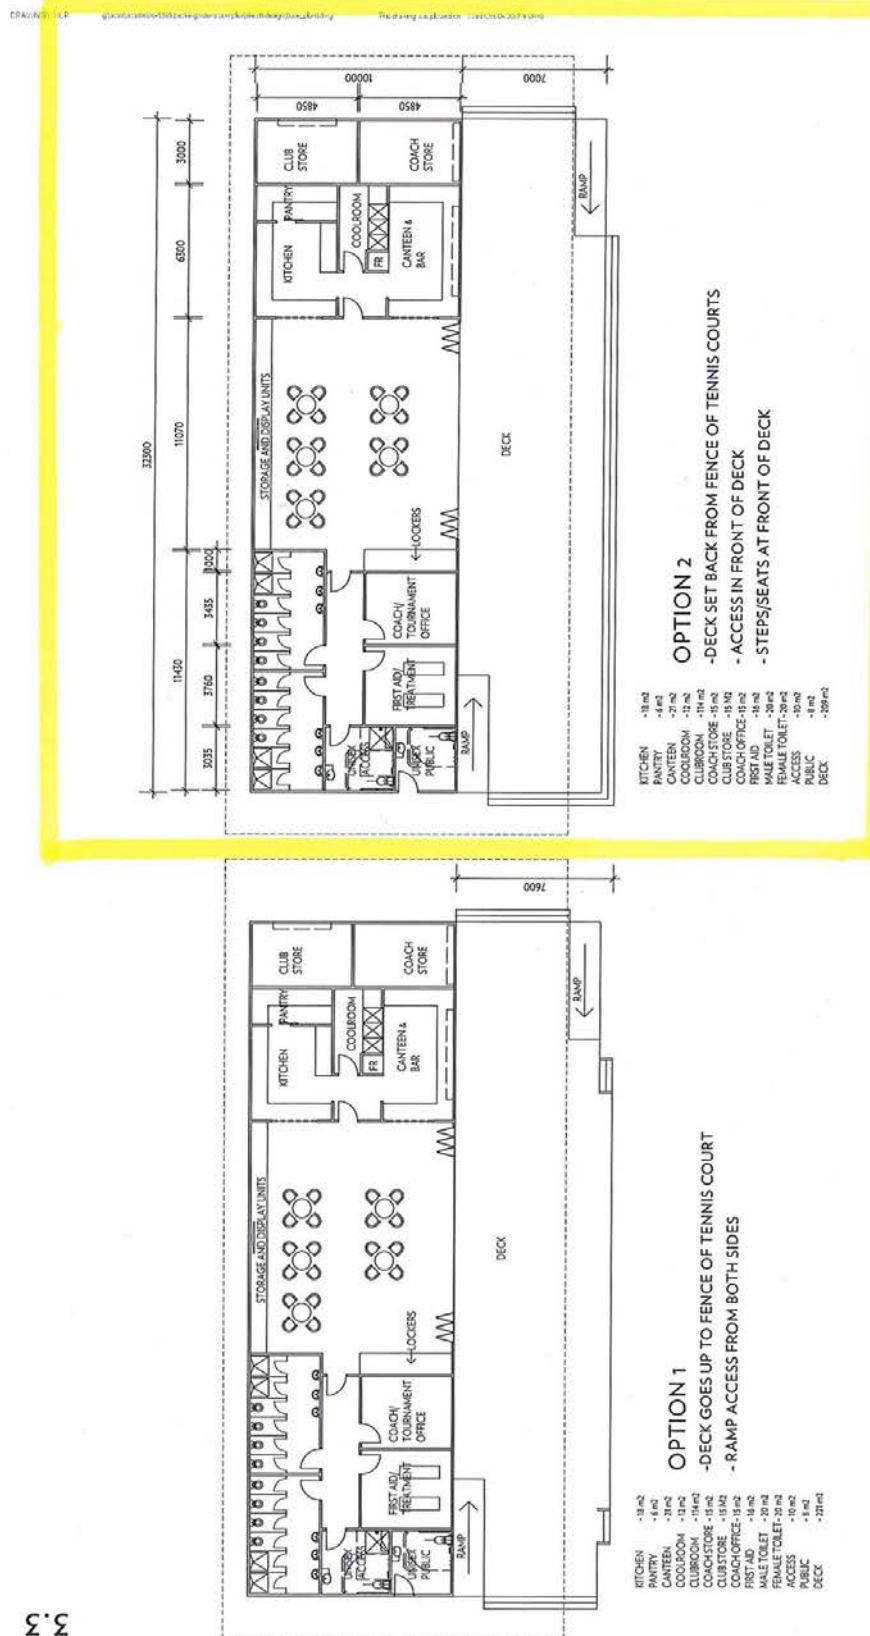 3.3
OPTION 1
-DECK GOES UP TO FENCE OF TENNIS COURT
- RAMP ACCESS FROM BOTH SIDES
KITCHEN - 18 m2
PANTRY - 6 m2
CANTEEN - 21 m2
COOLROOM - 12 m2
CLUBROOM - 114 m2
COACH STORE - 15 m2
CLUB STORE - 15 M2
COACH OFFICE - 15 m2
FIRST AID - 16 m2
MALE TOILET - 20 m2
FEMALE TOILET - 20 m2
ACCESS - 10 m2
PUBLIC - 8 m2
DECK - 221 m2
STORAGE AND DISPLAY UNITS
KITCHEN
PANTRY
COOLROOM
FR
CANTEEN &
BAR
CLUB
STORE
COACH
STORE
LOCKERS
COACH/
TOURNAMENT
OFFICE
FIRST AID/
TREATMENT
UNISEX
ACCESS
UNISEX
PUBLIC
RAMP
DECK
RAMP
7600
OPTION 2
-DECK SET BACK FROM FENCE OF TENNIS COURTS
- ACCESS IN FRONT OF DECK
- STEPS/SEATS AT FRONT OF DECK
KITCHEN - 18 m2
PANTRY - 6 m2
CANTEEN - 21 m2
COOLROOM - 12 m2
CLUBROOM - 114 m2
COACH STORE - 15 m2
CLUB STORE - 15 M2
COACH OFFICE - 15 m2
FIRST AID - 16 m2
MALE TOILET - 20 m2
FEMALE TOILET - 20 m2
ACCESS - 10 m2
PUBLIC - 8 m2
DECK - 209 m2
32300
11430
11070
6300
3000
3035
3760
3435
1000
10000
4850
4850
7000
STORAGE AND DISPLAY UNITS
KITCHEN
PANTRY
COOLROOM
FR
CANTEEN &
BAR
CLUB
STORE
COACH
STORE
LOCKERS
COACH/
TOURNAMENT
OFFICE
FIRST AID/
TREATMENT
UNISEX
ACCESS
UNISEX
PUBLIC
RAMP
DECK
RAMP